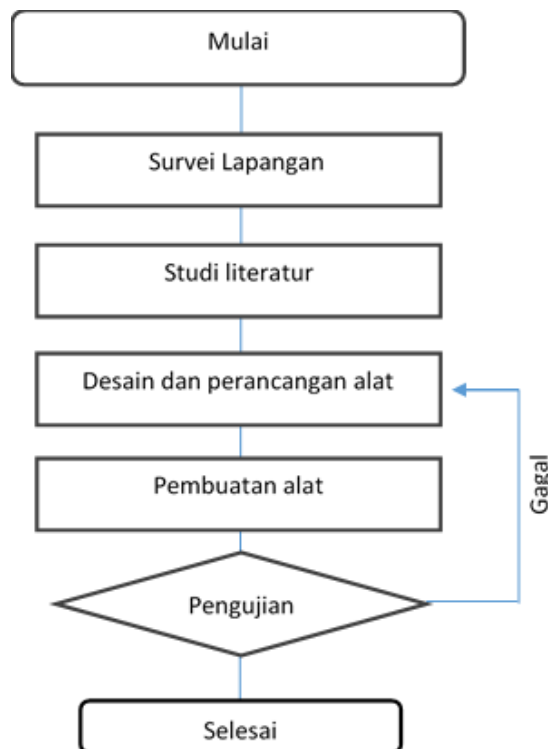 Mulai
Survei Lapangan
Studi literatur
Desain dan perancangan alat
Pembuatan alat
Gagal
Pengujian
Selesai